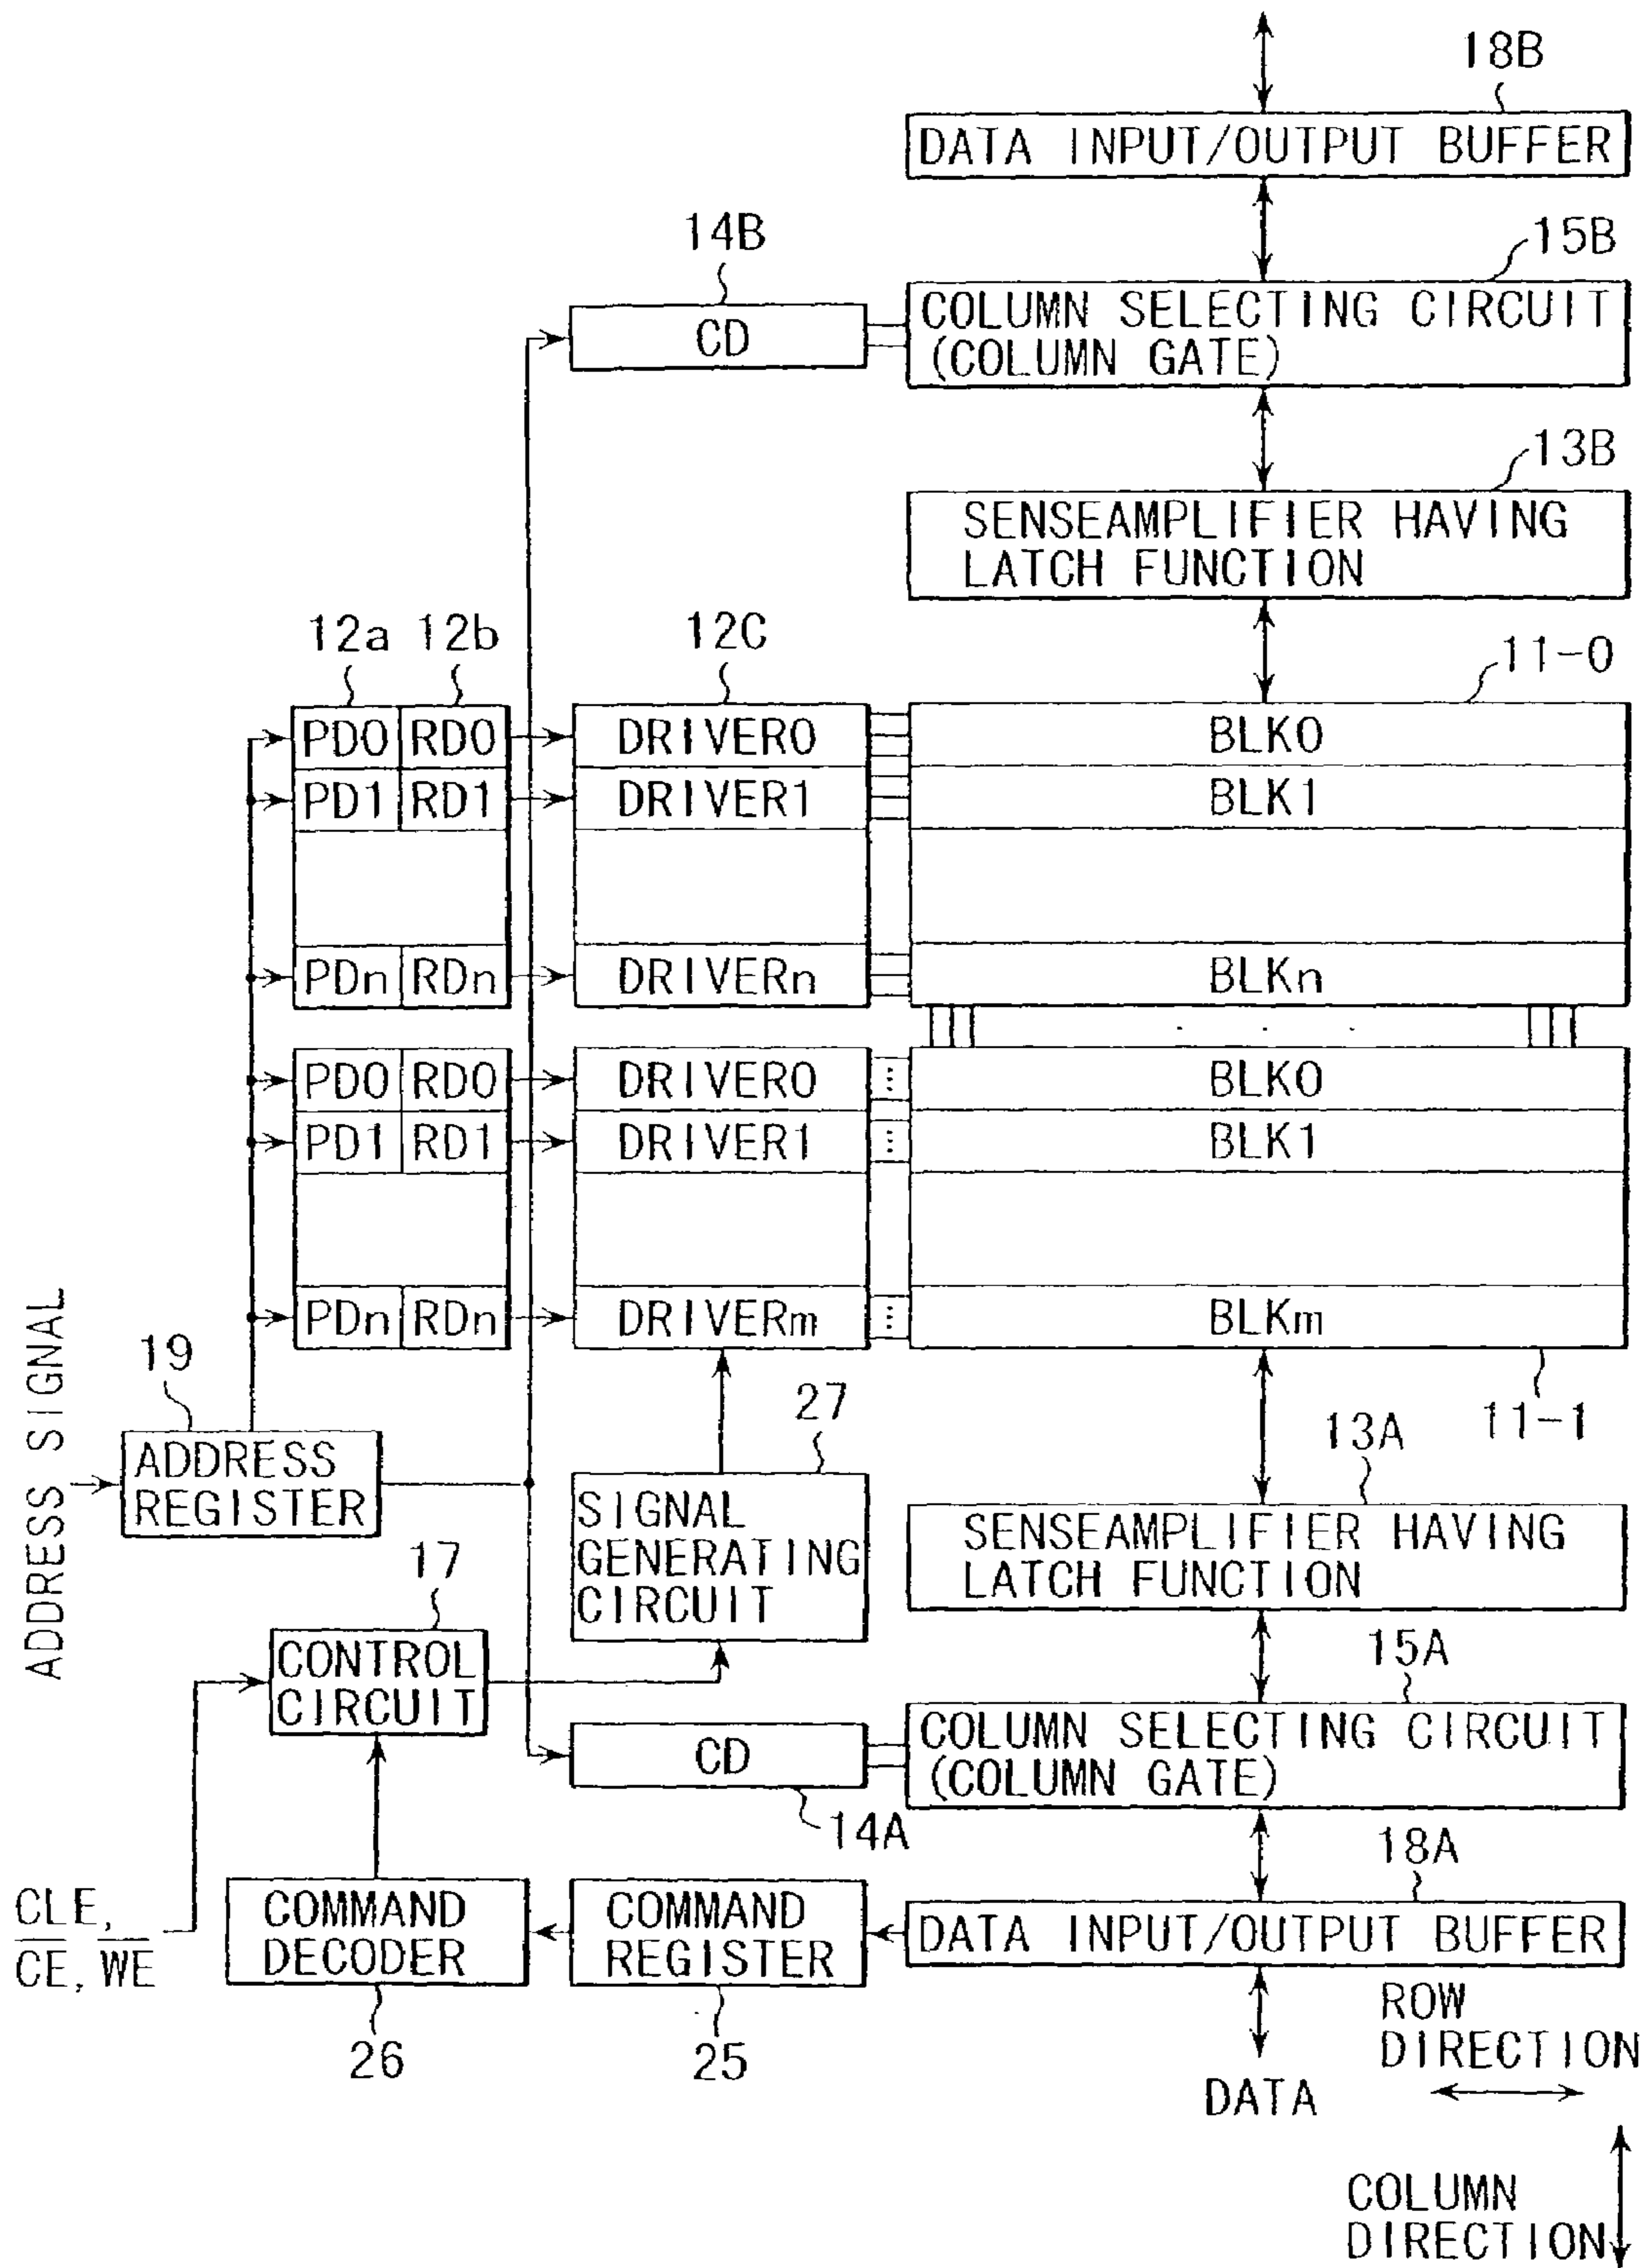 18B
DATA INPUT/OUTPUT BUFFER
14B
15B
CD
COLUMN SELECTING CIRCUIT
(COLUMN GATE)
13B
SENSEAMPLIFIER HAVING
LATCH FUNCTION
12a 12b
12C
11-0
PD0 RD0
DRIVER0
BLK0
PD1 RD1
DRIVER1
BLK1
PDn RDn
DRIVERn
BLKn
PD0 RD0
DRIVER0
BLK0
PD1 RD1
DRIVER1
BLK1
PDn RDn
DRIVERm
BLKm
ADDRESS SIGNAL
19
ADDRESS
REGISTER
27
SIGNAL
GENERATING
CIRCUIT
11-1
13A
SENSEAMPLIFIER HAVING
LATCH FUNCTION
17
CONTROL
CIRCUIT
15A
CD
COLUMN SELECTING CIRCUIT
(COLUMN GATE)
14A
18A
CLE,
C̅E̅, W̅E̅
COMMAND
DECODER
COMMAND
REGISTER
DATA INPUT/OUTPUT BUFFER
26
25
ROW
DIRECTION
DATA
COLUMN
DIRECTION